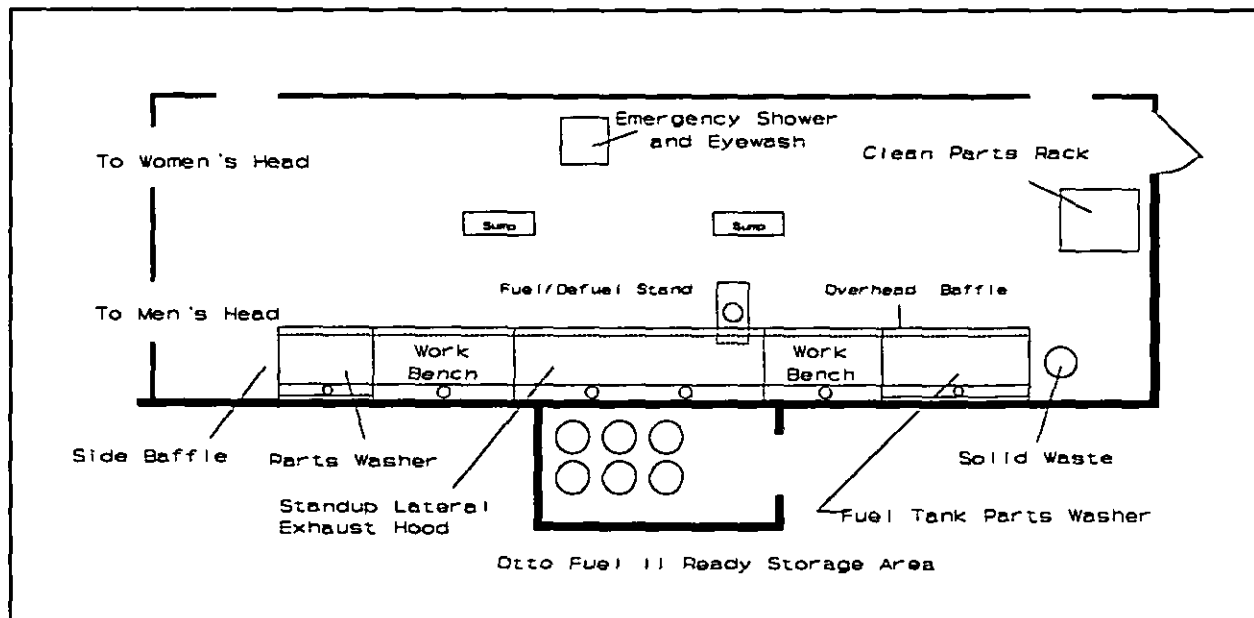 Emergency Shower
and Eyewash
To Women's Head
Clean Parts Rack
Sump
Sump
Fuel/Defuel Stand
Overhead Baffle
To Men's Head
Work
Bench
Work
Bench
Side Baffle
Parts Washer
Solid Waste
Standup Lateral
Exhaust Hood
Fuel Tank Parts Washer
Otto Fuel II Ready Storage Area